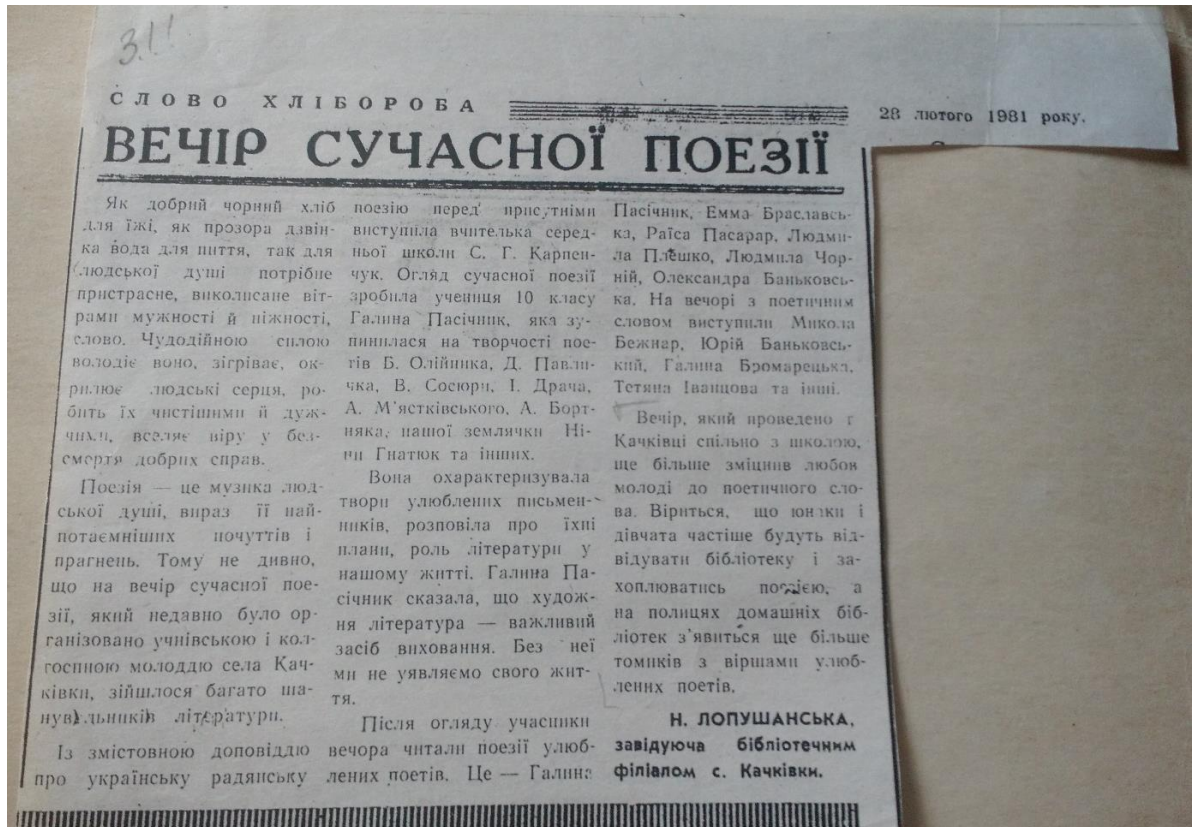 З.!!
СЛОВО ХЛІБОРОБА
28 лютого 1981 року.
ВЕЧІР СУЧАСНОЇ ПОЕЗІЇ
Як добрий чорний хліб
для їжі, як прозора дзвін-
ка вода для пиття, так для
людської душі потрібне
пристрасне, виколисане віт-
рами мужності й ніжності,
слово. Чудодійною силою
володіє воно, зігріває, ок-
рилює людські серця, ро-
бить їх чистішими й дуж-
чими, вселяє віру у без-
смертя добрих справ.
Поезія — це музика люд-
ської душі, вираз її най-
потаємніших почуттів і
прагнень. Тому не дивно,
що на вечір сучасної пое-
зії, який недавно було ор-
ганізовано учнівською і кол-
госпною молоддю села Кач-
ківки, зійшлося багато ша-
нувальників літератури.
Із змістовною доповіддю
про українську радянську
поезію перед присутніми
виступила вчителька серед-
ньої школи С. Г. Карпен-
чук. Огляд сучасної поезії
зробила учениця 10 класу
Галина Пасічник, яка зу-
пинилася на творчості пое-
тів Б. Олійника, Д. Павли-
чка, В. Сосюри, І. Драча,
А. М'ястківського, А. Борт-
няка, нашої землячки Ні-
ни Гнатюк та інших.
Вона охарактеризувала
твори улюблених письмен-
ників, розповіла про їхні
плани, роль літератури у
нашому житті. Галина Па-
січник сказала, що худож-
ня література — важливий
засіб виховання. Без неї
ми не уявляємо свого жит-
тя.
Після огляду учасники
вечора читали поезії улюб-
лених поетів. Це — Галина
Пасічник, Емма Браславсь-
ка, Раїса Пасарар, Людми-
ла Плешко, Людмила Чор-
ній, Олександра Баньковсь-
ка. На вечорі з поетичним
словом виступили Микола
Бежнар, Юрій Баньковсь-
кий, Галина Бромарецька,
Тетяна Іванцова та інші.
Вечір, який проведено г
Качківці спільно з школою,
ще більше зміцнив любов
молоді до поетичного сло-
ва. Віриться, що юнаки і
дівчата частіше будуть від-
відувати бібліотеку і за-
хоплюватись поезією, а
на полицях домашніх біб-
ліотек з'явиться ще більше
томиків з віршами улюб-
лених поетів.
Н. ЛОПУШАНСЬКА,
завідуюча бібліотечним
філіалом с. Качківки.